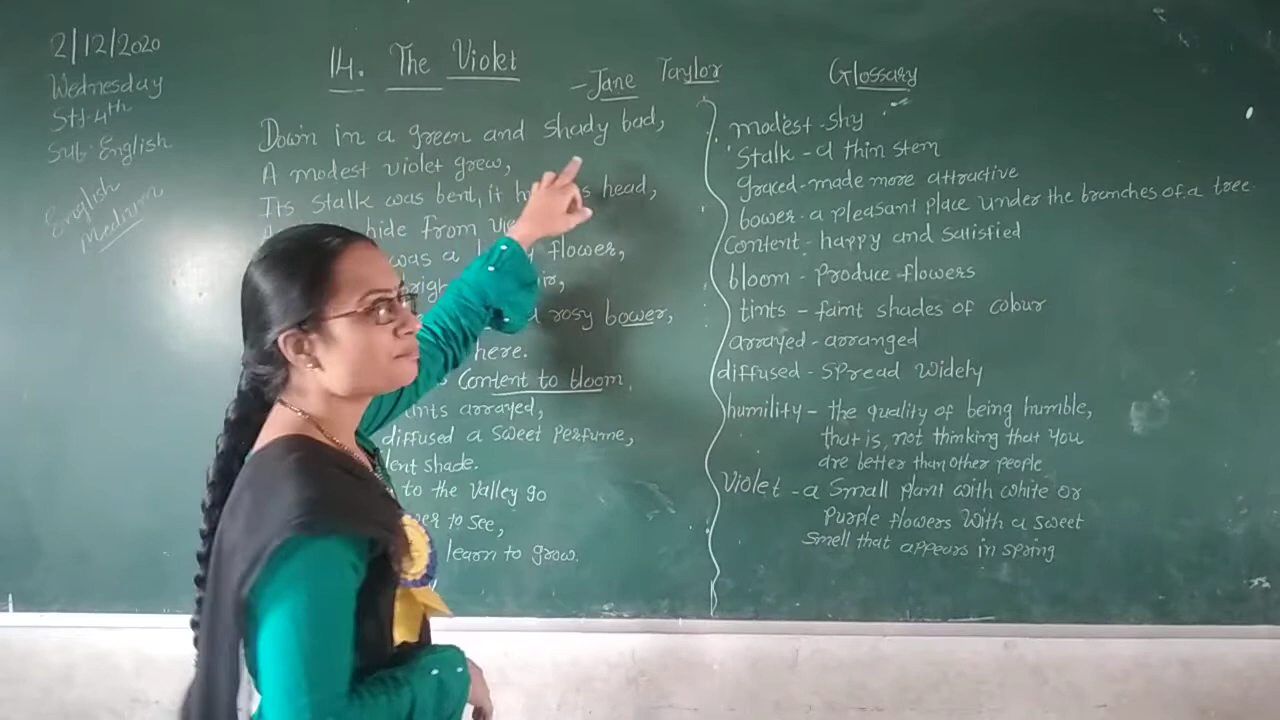 2/12/2020
Wednesday
Std. 4th
Sub: English
English
Medium
14. The Violet
- Jane Taylor
Down in a green and shady bad,
A modest violet grew,
Its stalk was bent, it head,
hide from
was a flower,
rosy bower,
here.
Content to bloom,
arrayed,
diffused a sweet perfume,
shade.
to the valley go
to see,
learn to grow.
Glossary
modest - shy
Stalk - a thin stem
graced - made more attractive
bower - a pleasant place under the branches of a tree.
Content - happy and satisfied
bloom - Produce flowers
tints - faint shades of colour
arrayed - arranged
diffused - spread widely
humility - the quality of being humble,
that is, not thinking that you
are better than other people
Violet - a small plant with white or
purple flowers with a sweet
smell that appears in spring